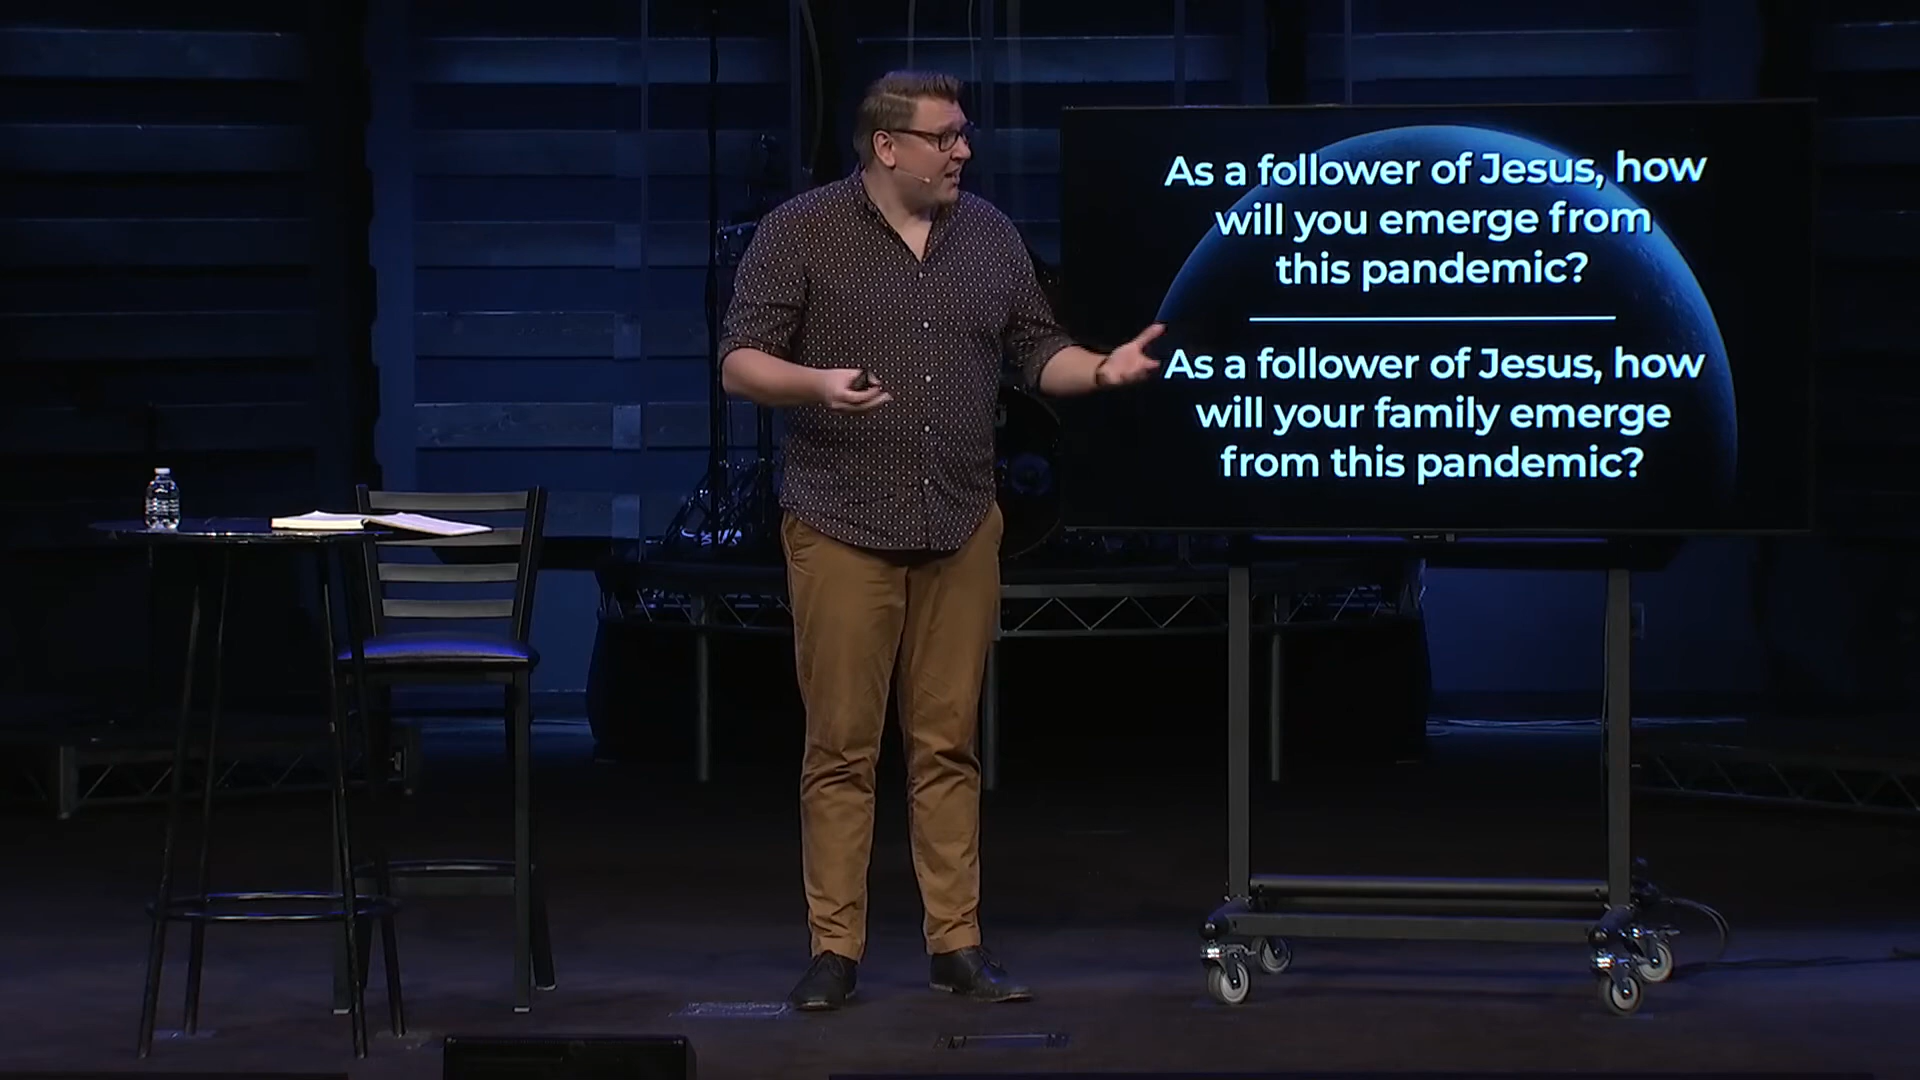 As a follower of Jesus, how
will you emerge from
this pandemic?
As a follower of Jesus, how
will your family emerge
from this pandemic?